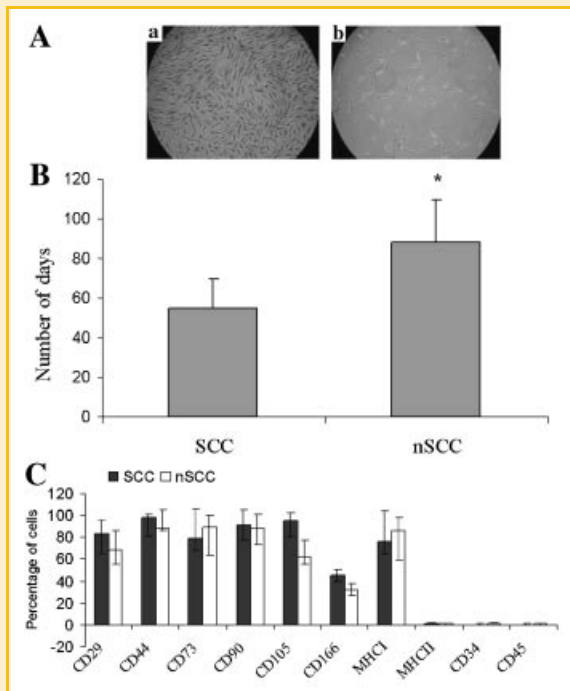 A
a
b
B
120
100
80
60
40
20
0
Number of days
*
SCC
nSCC
C
SCC
nSCC
120
100
80
60
40
20
0
-20
Percentage of cells
CD29
CD44
CD73
CD90
CD105
CD166
MHCI
MHCII
CD34
CD45